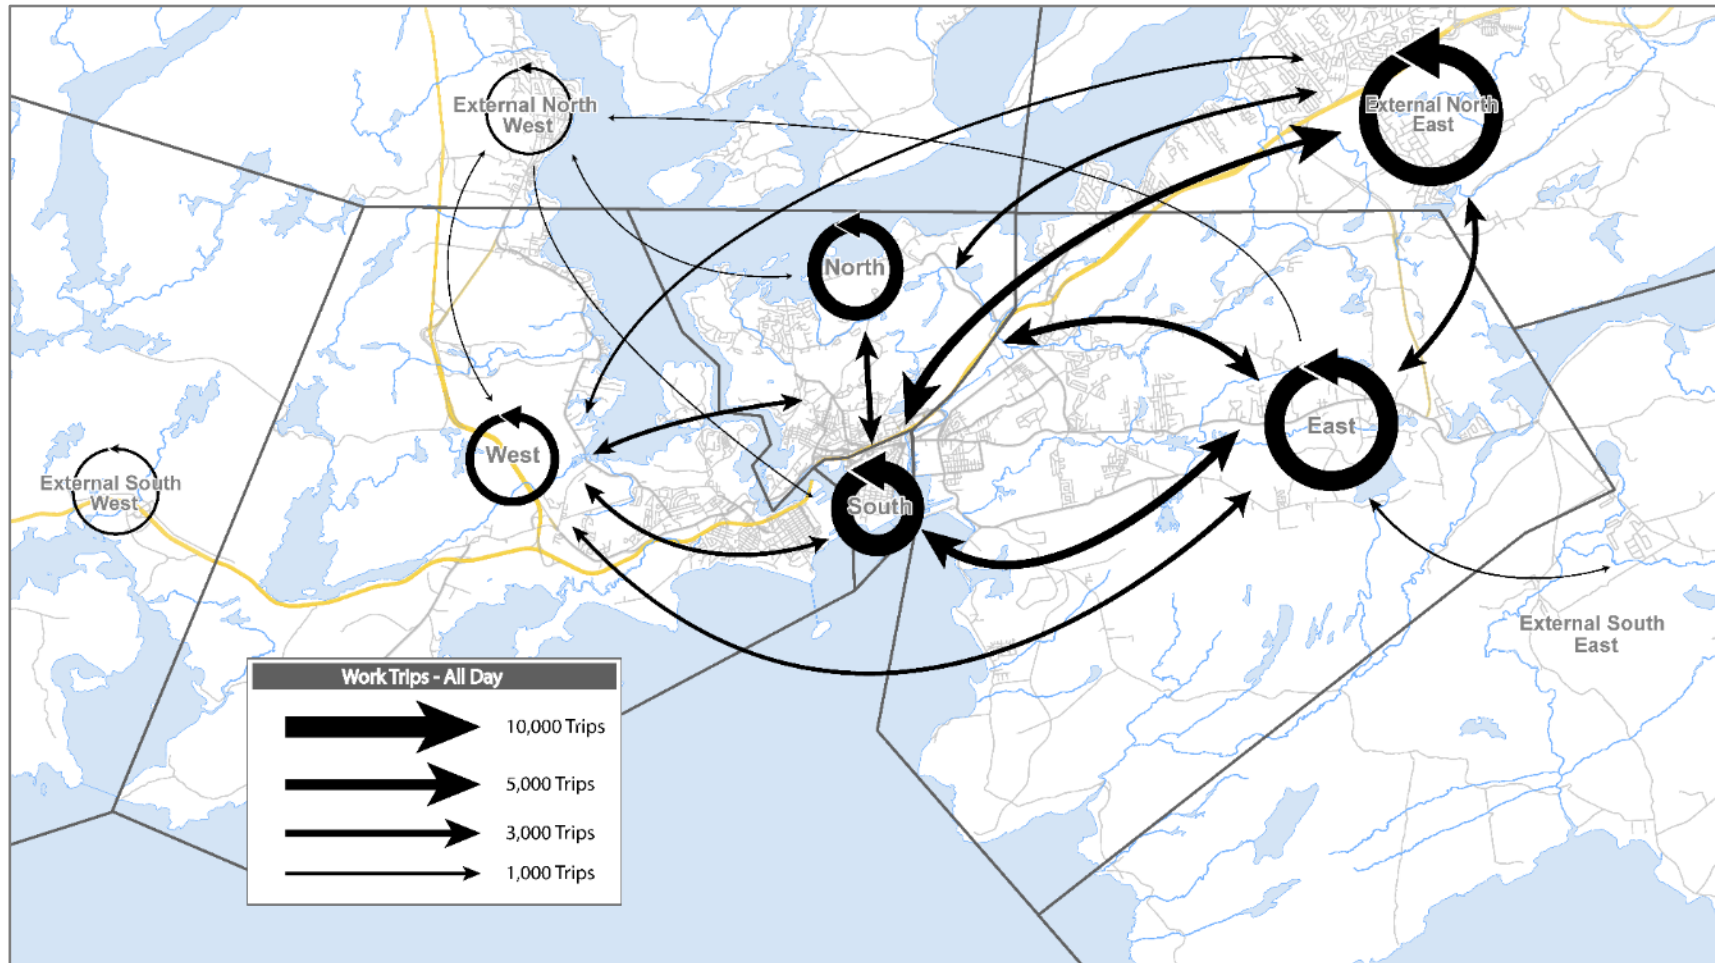 External North
West
External North
East
North
West
East
External South
West
South
External South
East
Work Trips - All Day
10,000 Trips
5,000 Trips
3,000 Trips
1,000 Trips